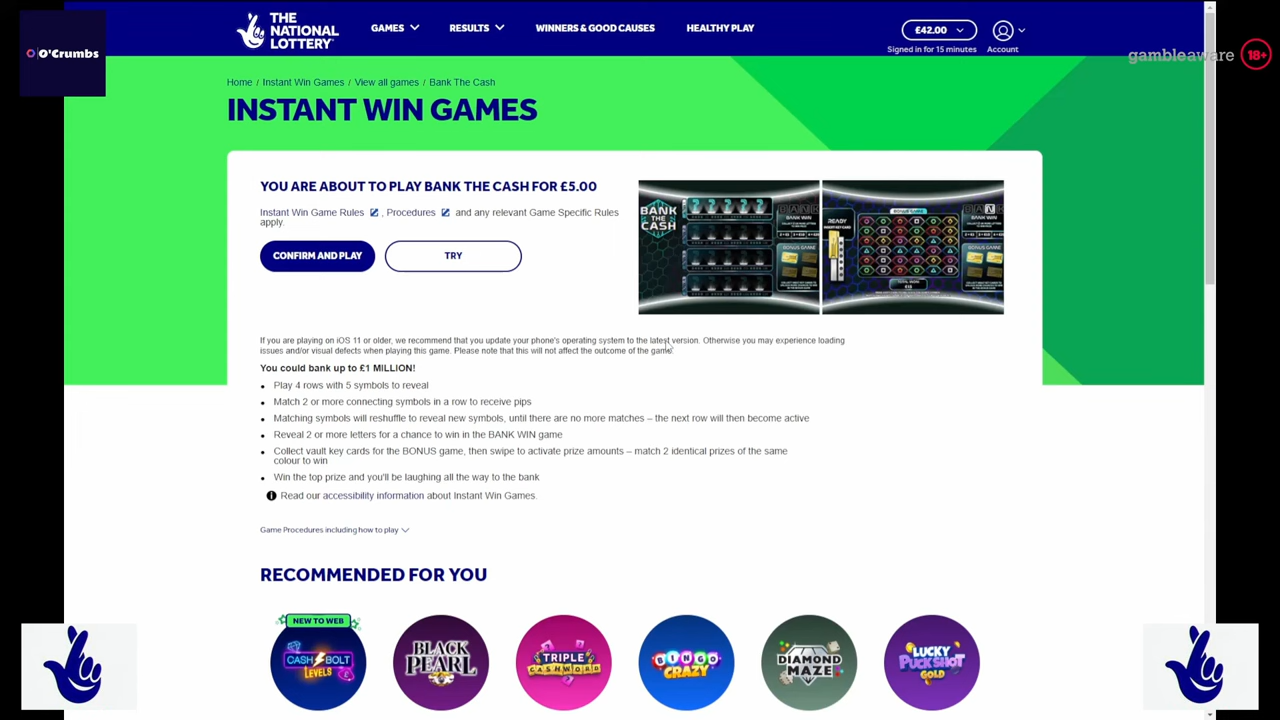 O'Crumbs
THE
NATIONAL
LOTTERY®
GAMES
RESULTS
WINNERS & GOOD CAUSES
HEALTHY PLAY
£42.00
Signed in for 15 minutes
Account
gambleaware
18+
Home / Instant Win Games / View all games / Bank The Cash
INSTANT WIN GAMES
YOU ARE ABOUT TO PLAY BANK THE CASH FOR £5.00
Instant Win Game Rules , Procedures and any relevant Game Specific Rules
apply.
CONFIRM AND PLAY
TRY
BANK
THE
CASH
BANK WIN
BONUS GAME
READY
BONUS GAME
BANK WIN
BONUS GAME
If you are playing on iOS 11 or older, we recommend that you update your phone's operating system to the latest version. Otherwise you may experience loading
issues and/or visual defects when playing this game. Please note that this will not affect the outcome of the game.
You could bank up to £1 MILLION!
Play 4 rows with 5 symbols to reveal
Match 2 or more connecting symbols in a row to receive pips
Matching symbols will reshuffle to reveal new symbols, until there are no more matches – the next row will then become active
Reveal 2 or more letters for a chance to win in the BANK WIN game
Collect vault key cards for the BONUS game, then swipe to activate prize amounts – match 2 identical prizes of the same
colour to win
Win the top prize and you'll be laughing all the way to the bank
Read our accessibility information about Instant Win Games.
Game Procedures including how to play
RECOMMENDED FOR YOU
NEW TO WEB
CASH BOLT
LEVELS
BLACK
PEARL
TRIPLE
CASHWORD
BINGO
CRAZY
DIAMOND
MAZE
LUCKY
PUCK SHOT
GOLD